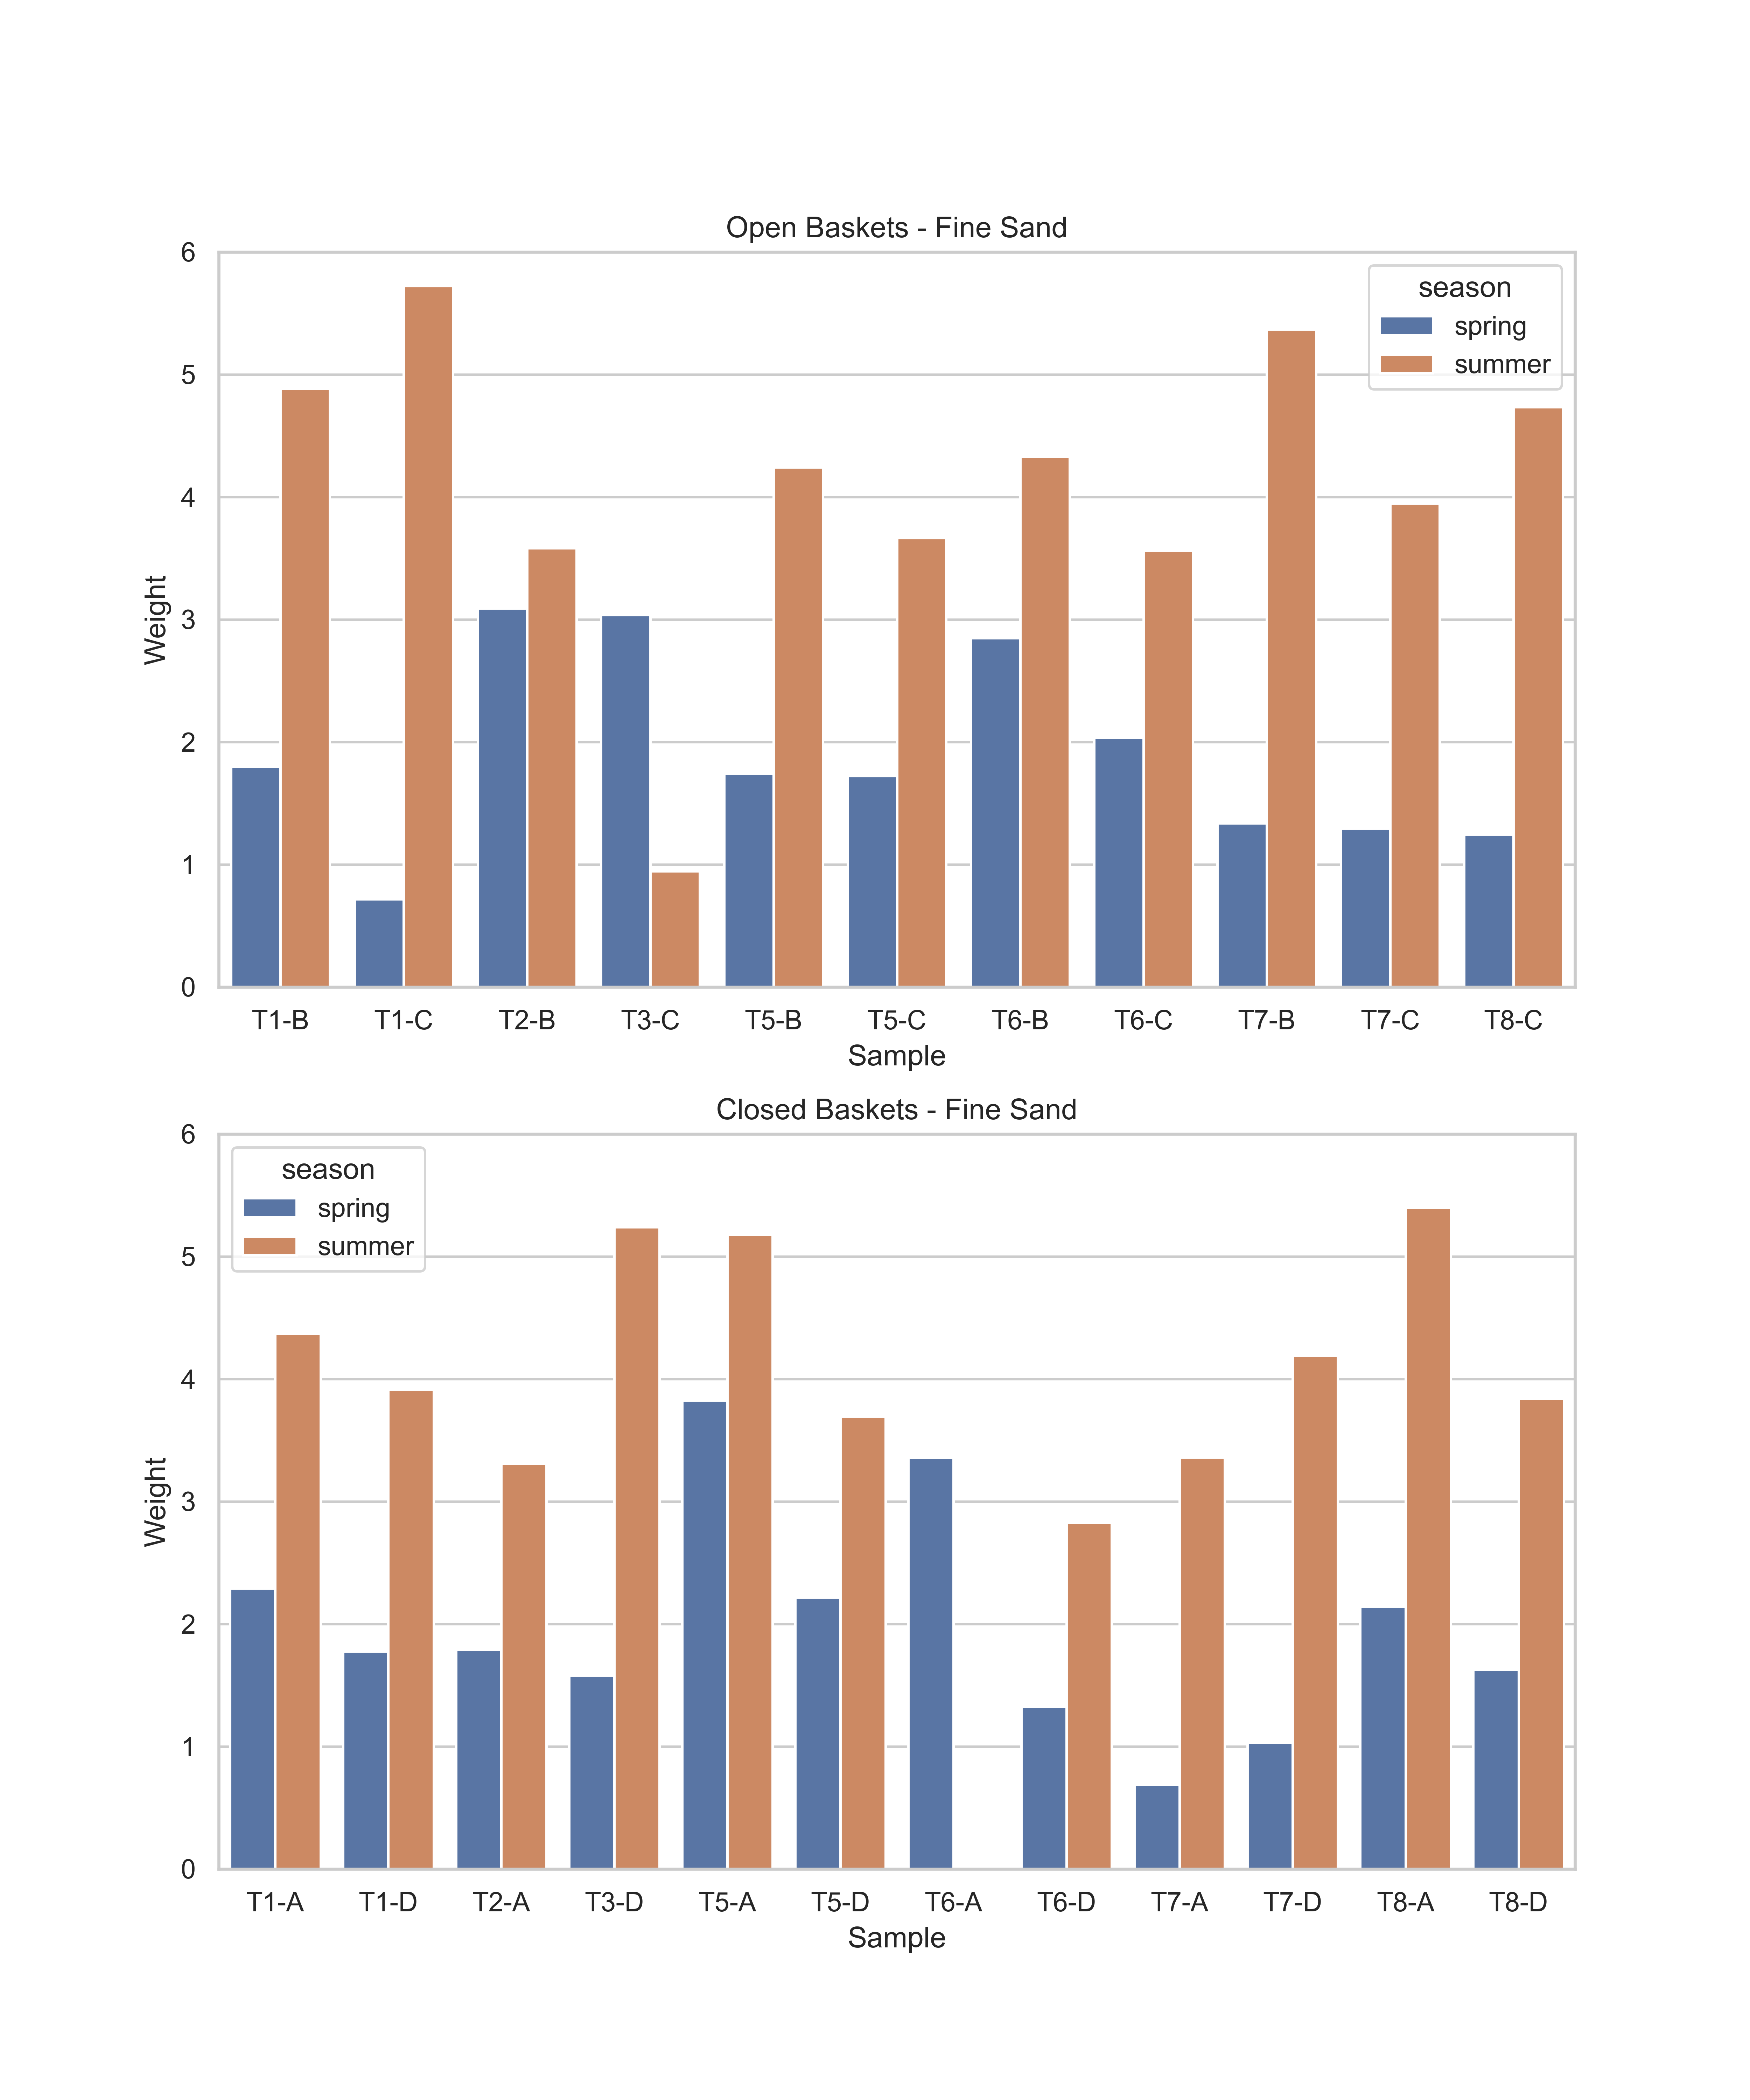 Open Baskets - Fine Sand
6
5
4
3
2
1
0
Weight
season
spring
summer
T1-B T1-C T2-B T3-C T5-B T5-C T6-B T6-C T7-B T7-C T8-C
Sample
Closed Baskets - Fine Sand
6
5
4
3
2
1
0
Weight
season
spring
summer
T1-A T1-D T2-A T3-D T5-A T5-D T6-A T6-D T7-A T7-D T8-A T8-D
Sample